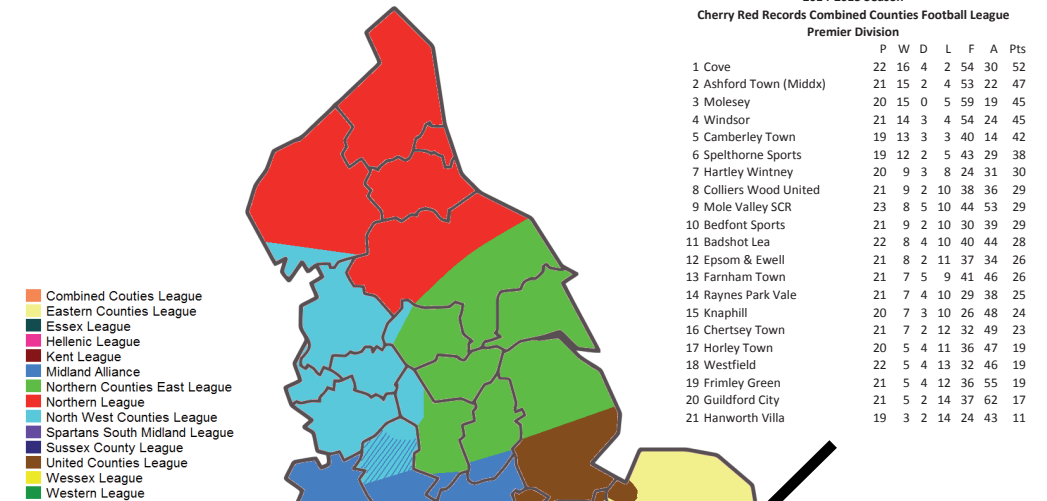 Cherry Red Records Combined Counties Football League
Premier Division
P W D L F A Pts
1 Cove 22 16 4 2 54 30 52
2 Ashford Town (Middx) 21 15 2 4 53 22 47
3 Molesey 20 15 0 5 59 19 45
4 Windsor 21 14 3 4 54 24 45
5 Camberley Town 19 13 3 3 40 14 42
6 Spelthorne Sports 19 12 2 5 43 29 38
7 Hartley Wintney 20 9 3 8 24 31 30
8 Colliers Wood United 21 9 2 10 38 36 29
9 Mole Valley SCR 23 8 5 10 44 53 29
10 Bedfont Sports 21 9 2 10 30 39 29
11 Badshot Lea 22 8 4 10 40 44 28
12 Epsom & Ewell 21 8 2 11 37 34 26
13 Farnham Town 21 7 5 9 41 46 26
14 Raynes Park Vale 21 7 4 10 29 38 25
15 Knaphill 20 7 3 10 26 48 24
16 Chertsey Town 21 7 2 12 32 49 23
17 Horley Town 20 5 4 11 36 47 19
18 Westfield 22 5 4 13 32 46 19
19 Frimley Green 21 5 4 12 36 55 19
20 Guildford City 21 5 2 14 37 62 17
21 Hanworth Villa 19 3 2 14 24 43 11
Combined Couties League
Eastern Counties League
Essex League
Hellenic League
Kent League
Midland Alliance
Northern Counties East League
Northern League
North West Counties League
Spartans South Midland League
Sussex County League
United Counties League
Wessex League
Western League